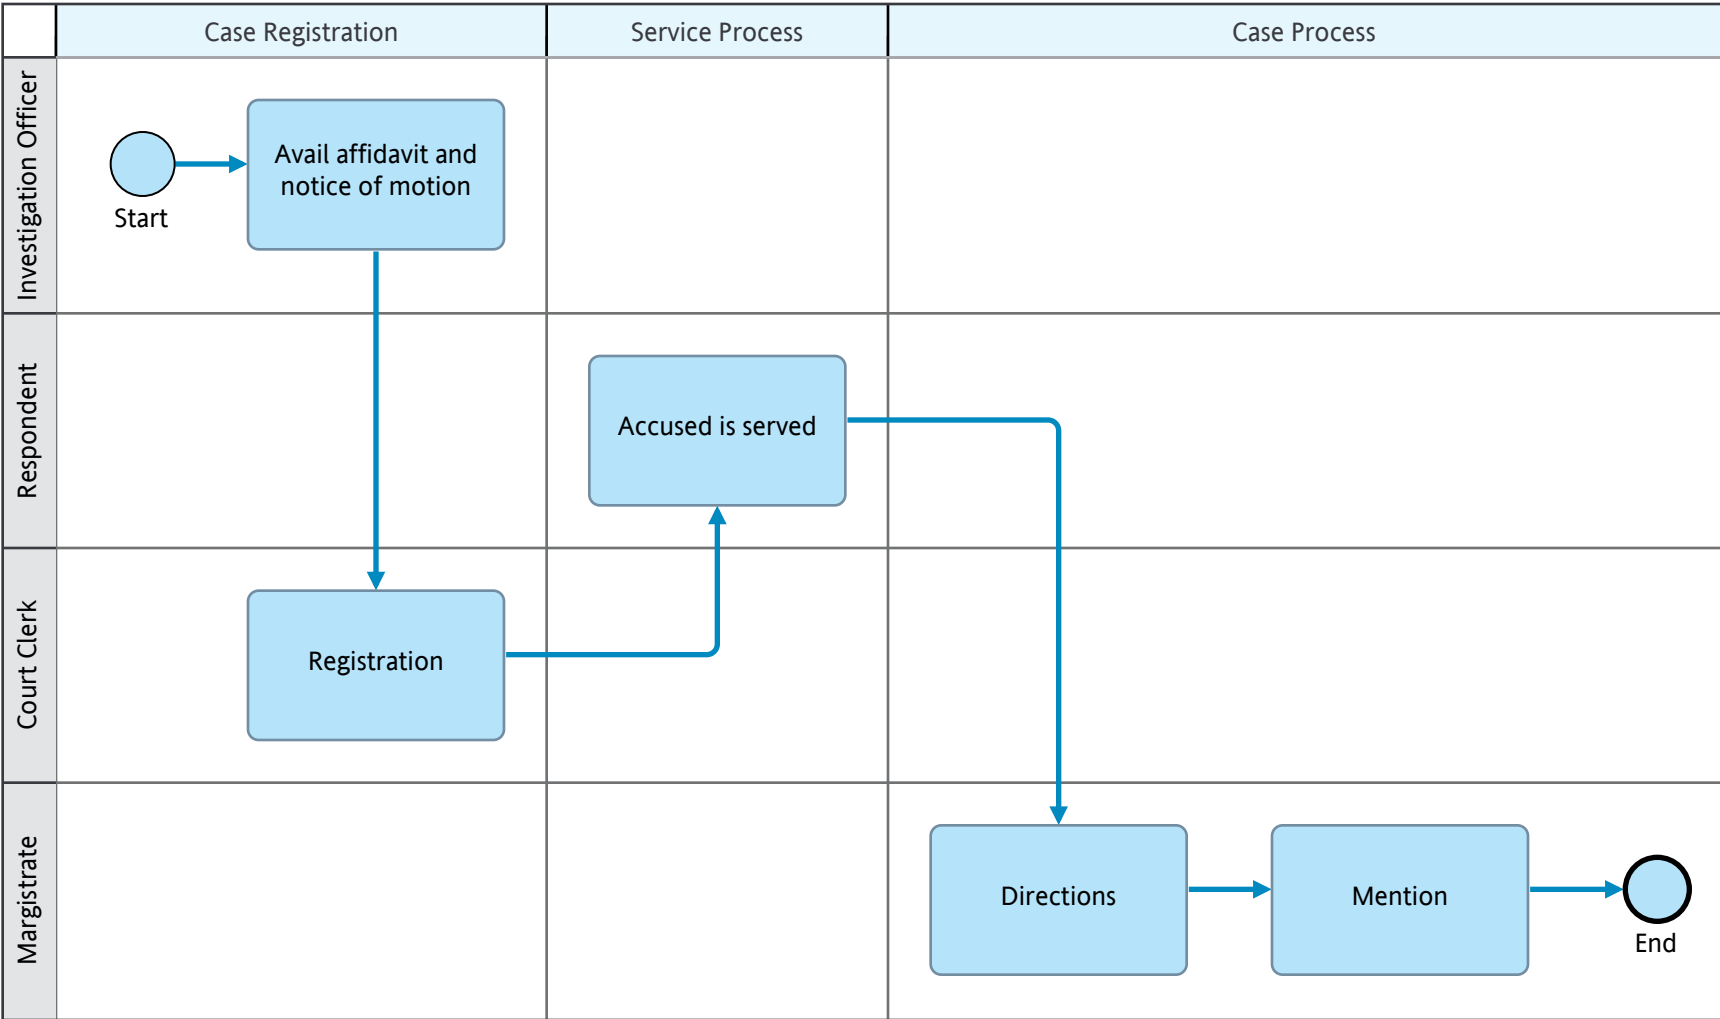 Case Registration
Service Process
Case Process
Investigation Officer
Start
Avail affidavit and
notice of motion
Respondent
Accused is served
Court Clerk
Registration
Margistrate
Directions
Mention
End